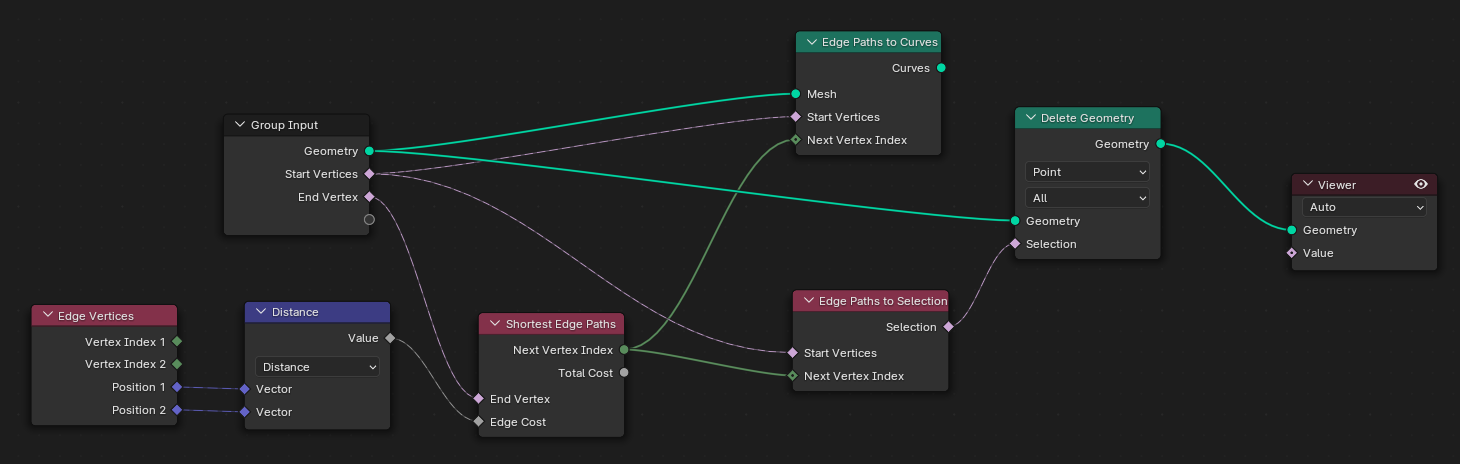 Edge Paths to Curves
Curves
Mesh
Start Vertices
Next Vertex Index
Group Input
Geometry
Start Vertices
End Vertex
Delete Geometry
Geometry
Point
All
Geometry
Selection
Viewer
Auto
Geometry
Value
Edge Vertices
Vertex Index 1
Vertex Index 2
Position 1
Position 2
Distance
Value
Distance
Vector
Vector
Shortest Edge Paths
Next Vertex Index
Total Cost
End Vertex
Edge Cost
Edge Paths to Selection
Selection
Start Vertices
Next Vertex Index